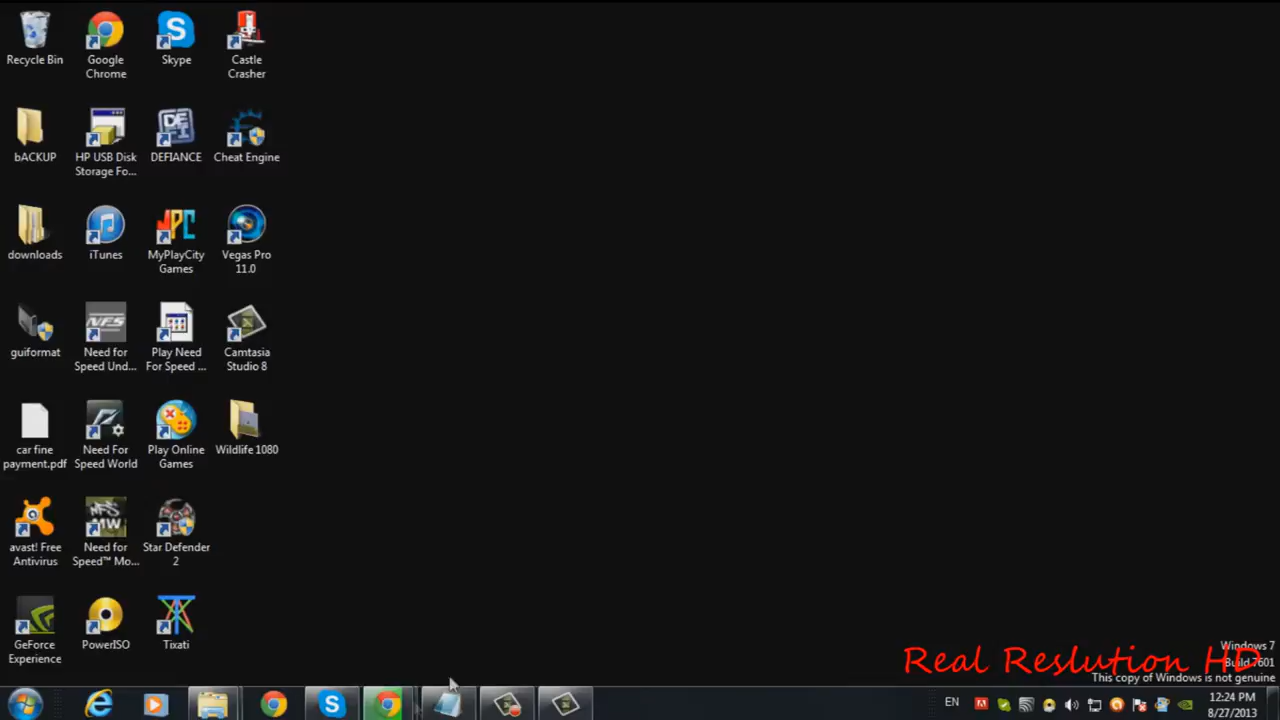 Recycle Bin
Google
Chrome
Skype
Castle
Crasher
bACKUP
HP USB Disk
Storage Fo...
DEFIANCE
Cheat Engine
downloads
iTunes
MyPlayCity
Games
Vegas Pro
11.0
guiformat
NFS
Need for
Speed Und...
Play Need
For Speed ...
Camtasia
Studio 8
car fine
payment.pdf
Need For
Speed World
Play Online
Games
Wildlife 1080
avast! Free
Antivirus
NFS
MW
Need for
Speed™ Mo...
Star Defender
2
GeForce
Experience
PowerISO
Tixati
Real Reslution HD
Windows 7
Build 7601
This copy of Windows is not genuine
EN
12:24 PM
8/27/2013